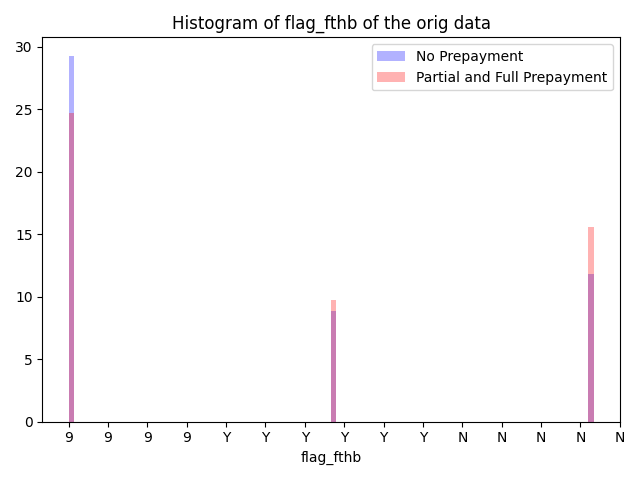 Histogram of flag_fthb of the orig data
No Prepayment
Partial and Full Prepayment
30
25
20
15
10
5
0
9 9 9 9 Y Y Y Y Y Y N N N N N
flag_fthb